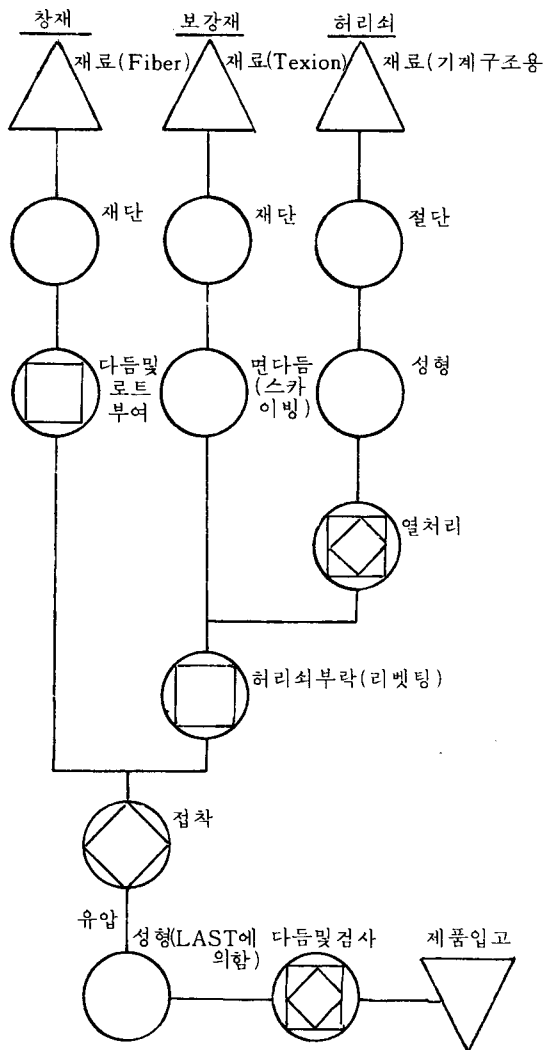 창재
보강재
허리쇠
재료(Fiber)
재료(Texion)
재료(기계구조용
재단
재단
절단
다듬및
로트
부여
면다듬
(스카
이빙)
성형
열처리
허리쇠부락(리벳팅)
접착
유압
성형(LAST에
의함)
다듬및검사
제품입고